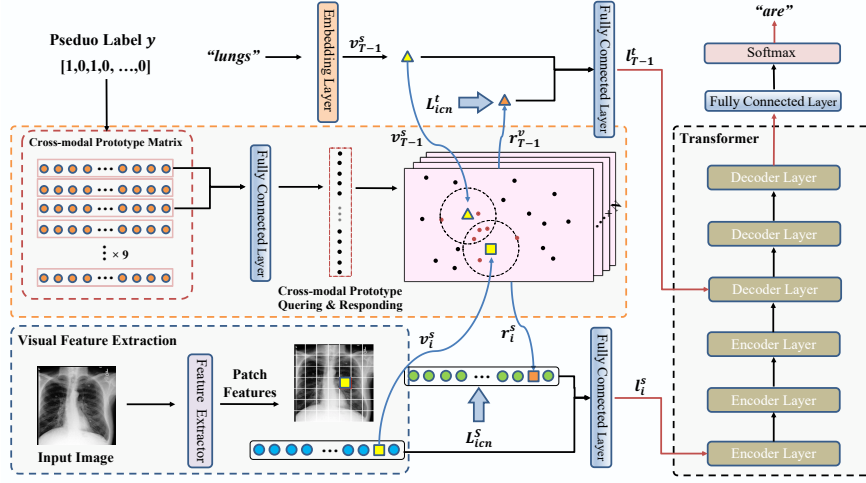 Pseduo Label y
[1,0,1,0, …,0]
“lungs”
Embedding Layer
v^s_{T-1}
L^t_{icn}
v^s_{T-1}
r^v_{T-1}
Fully Connected Layer
l^t_{T-1}
“are”
Softmax
Fully Connected Layer
Transformer
Decoder Layer
Decoder Layer
Decoder Layer
Encoder Layer
Encoder Layer
Encoder Layer
Cross-modal Prototype Matrix
× 9
Fully Connected Layer
Cross-modal Prototype
Quering & Responding
Visual Feature Extraction
Input Image
Feature Extractor
Patch
Features
v^s_i
r^s_i
L^S_{icn}
Fully Connected Layer
l^s_i